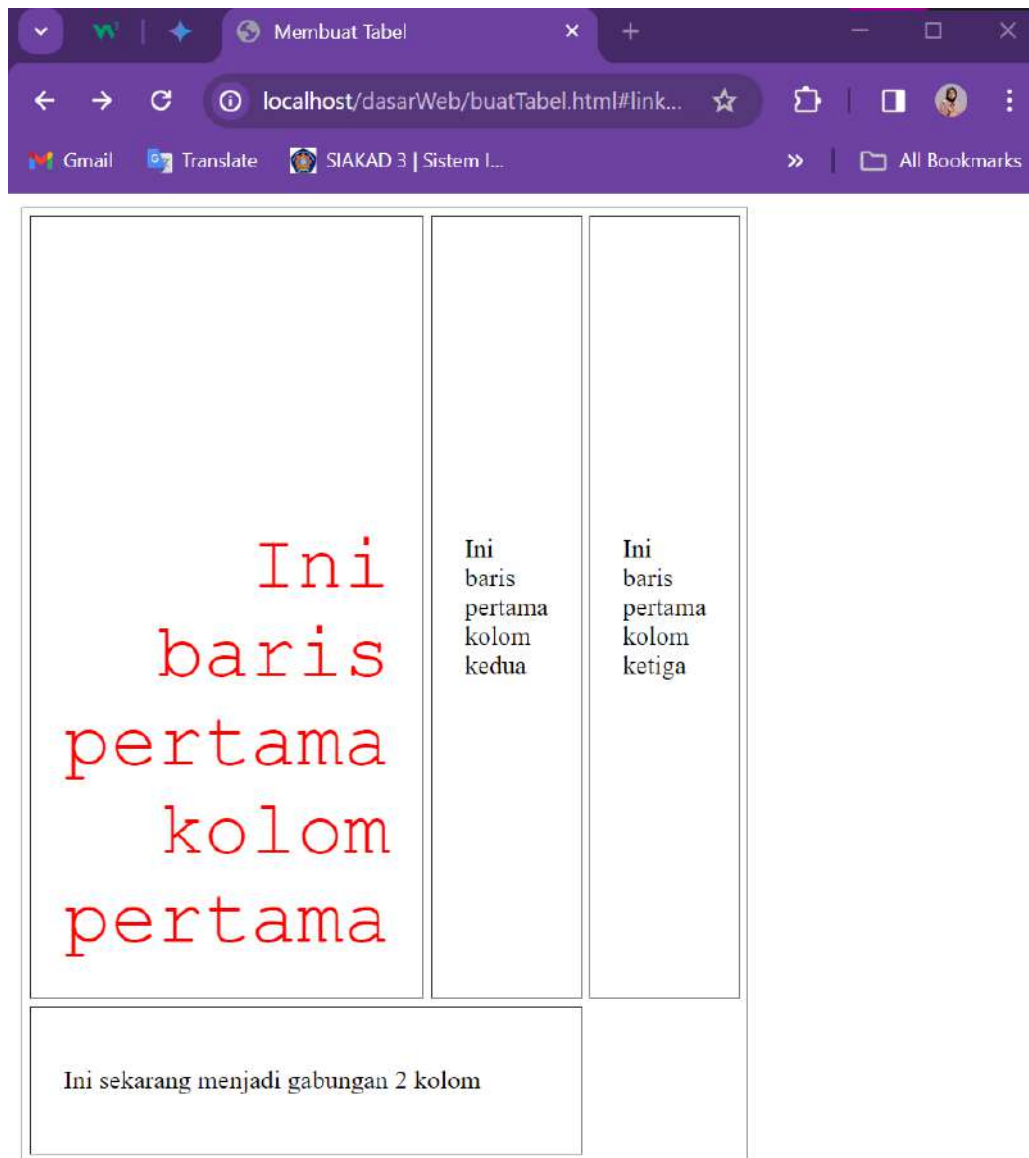 Membuat Tabel
localhost/dasarWeb/buatTabel.html#link...
Gmail Translate SIAKAD 3 | Sistem I... » All Bookmarks
Ini
baris
pertama
kolom
pertama
Ini
baris
pertama
kolom
kedua
Ini
baris
pertama
kolom
ketiga
Ini sekarang menjadi gabungan 2 kolom